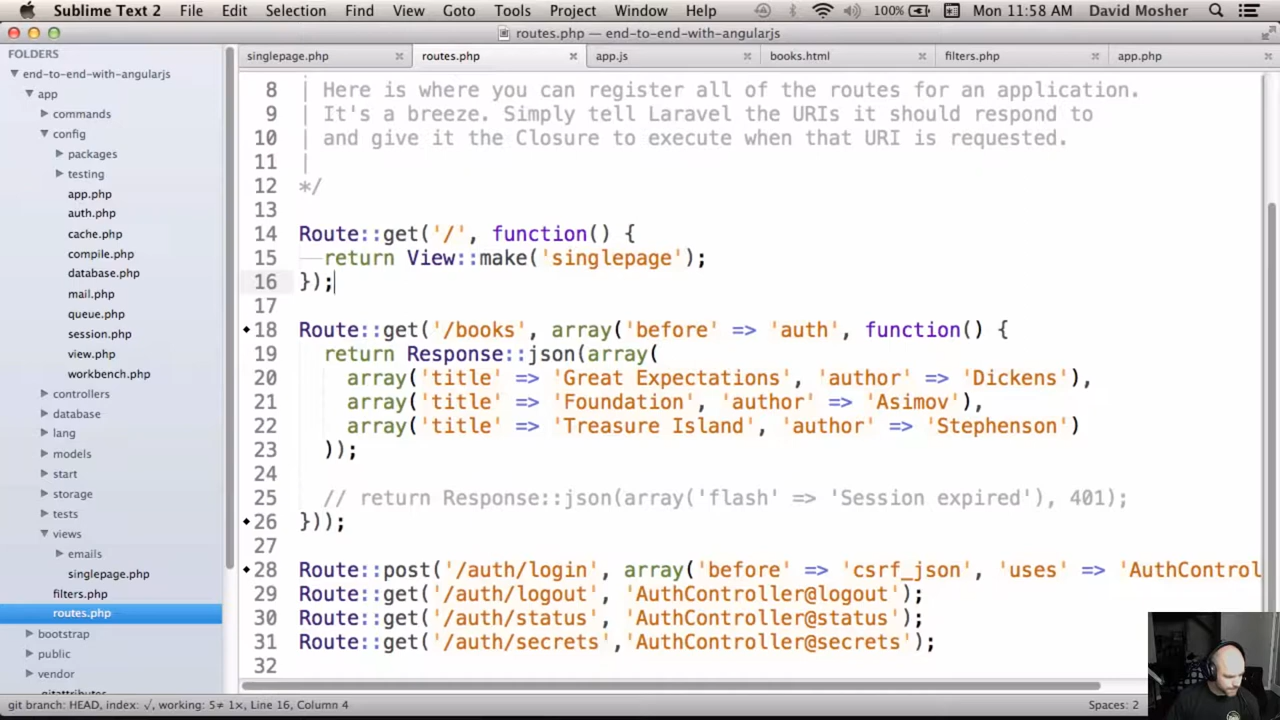 Sublime Text 2 File Edit Selection Find View Goto Tools Project Window Help 100% Mon 11:58 AM David Mosher
routes.php — end-to-end-with-angularjs
FOLDERS
end-to-end-with-angularjs
app
commands
config
packages
testing
app.php
auth.php
cache.php
compile.php
database.php
mail.php
queue.php
session.php
view.php
workbench.php
controllers
database
lang
models
start
storage
tests
views
emails
singlepage.php
filters.php
routes.php
bootstrap
public
vendor
.gitattributes
singlepage.php routes.php app.js books.html filters.php app.php
8 | Here is where you can register all of the routes for an application.
9 | It's a breeze. Simply tell Laravel the URIs it should respond to
10 | and give it the Closure to execute when that URI is requested.
11 |
12 */
13
14 Route::get('/', function() {
15 return View::make('singlepage');
16 });
17
18 Route::get('/books', array('before' => 'auth', function() {
19 return Response::json(array(
20 array('title' => 'Great Expectations', 'author' => 'Dickens'),
21 array('title' => 'Foundation', 'author' => 'Asimov'),
22 array('title' => 'Treasure Island', 'author' => 'Stephenson')
23 ));
24
25 // return Response::json(array('flash' => 'Session expired'), 401);
26 }));
27
28 Route::post('/auth/login', array('before' => 'csrf_json', 'uses' => 'AuthControl
29 Route::get('/auth/logout', 'AuthController@logout');
30 Route::get('/auth/status', 'AuthController@status');
31 Route::get('/auth/secrets','AuthController@secrets');
32
git branch: HEAD, index: √, working: 5≠ 1×, Line 16, Column 4 Spaces: 2